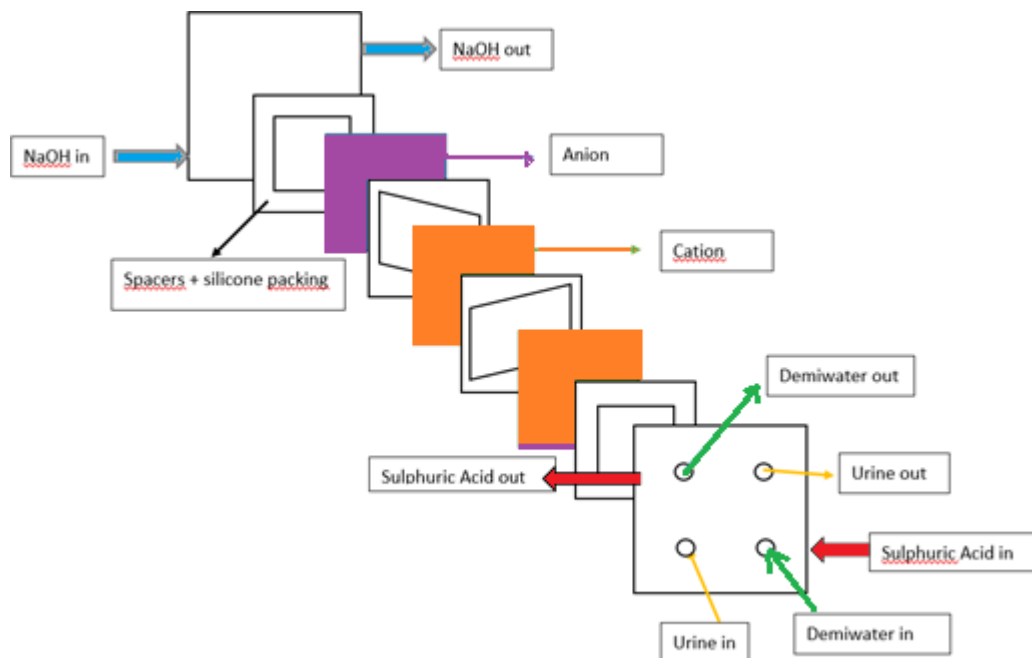 NaOH out
NaOH in
Anion
Cation
Spacers + silicone packing
Demiwater out
Sulphuric Acid out
Urine out
Sulphuric Acid in
Urine in
Demiwater in